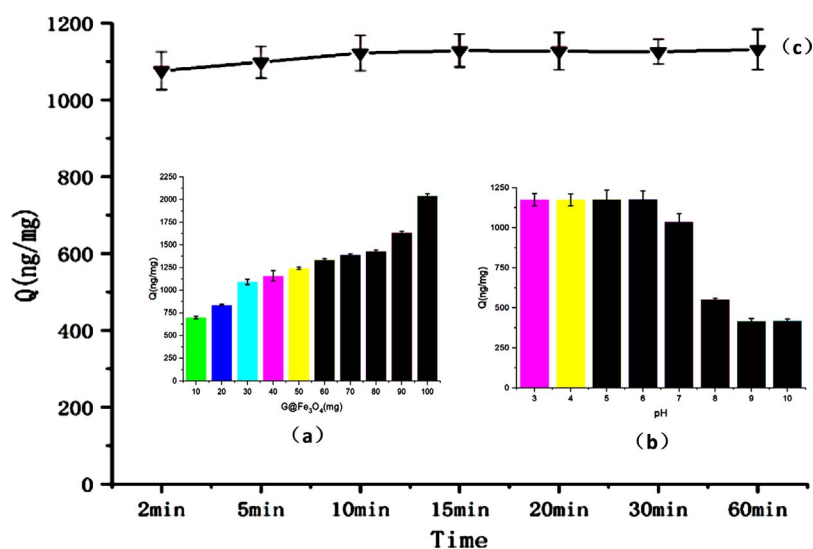 1200
1000
800
600
400
200
0
Q(ng/mg)
2min 5min 10min 15min 20min 30min 60min
Time
(c)
2250
2000
1750
1500
1250
1000
750
500
250
0
Q(ng/mg)
10 20 30 40 50 60 70 80 90 100
G@Fe₃O₄(mg)
(a)
1250
1000
750
500
250
0
Q(ng/mg)
3 4 5 6 7 8 9 10
pH
(b)